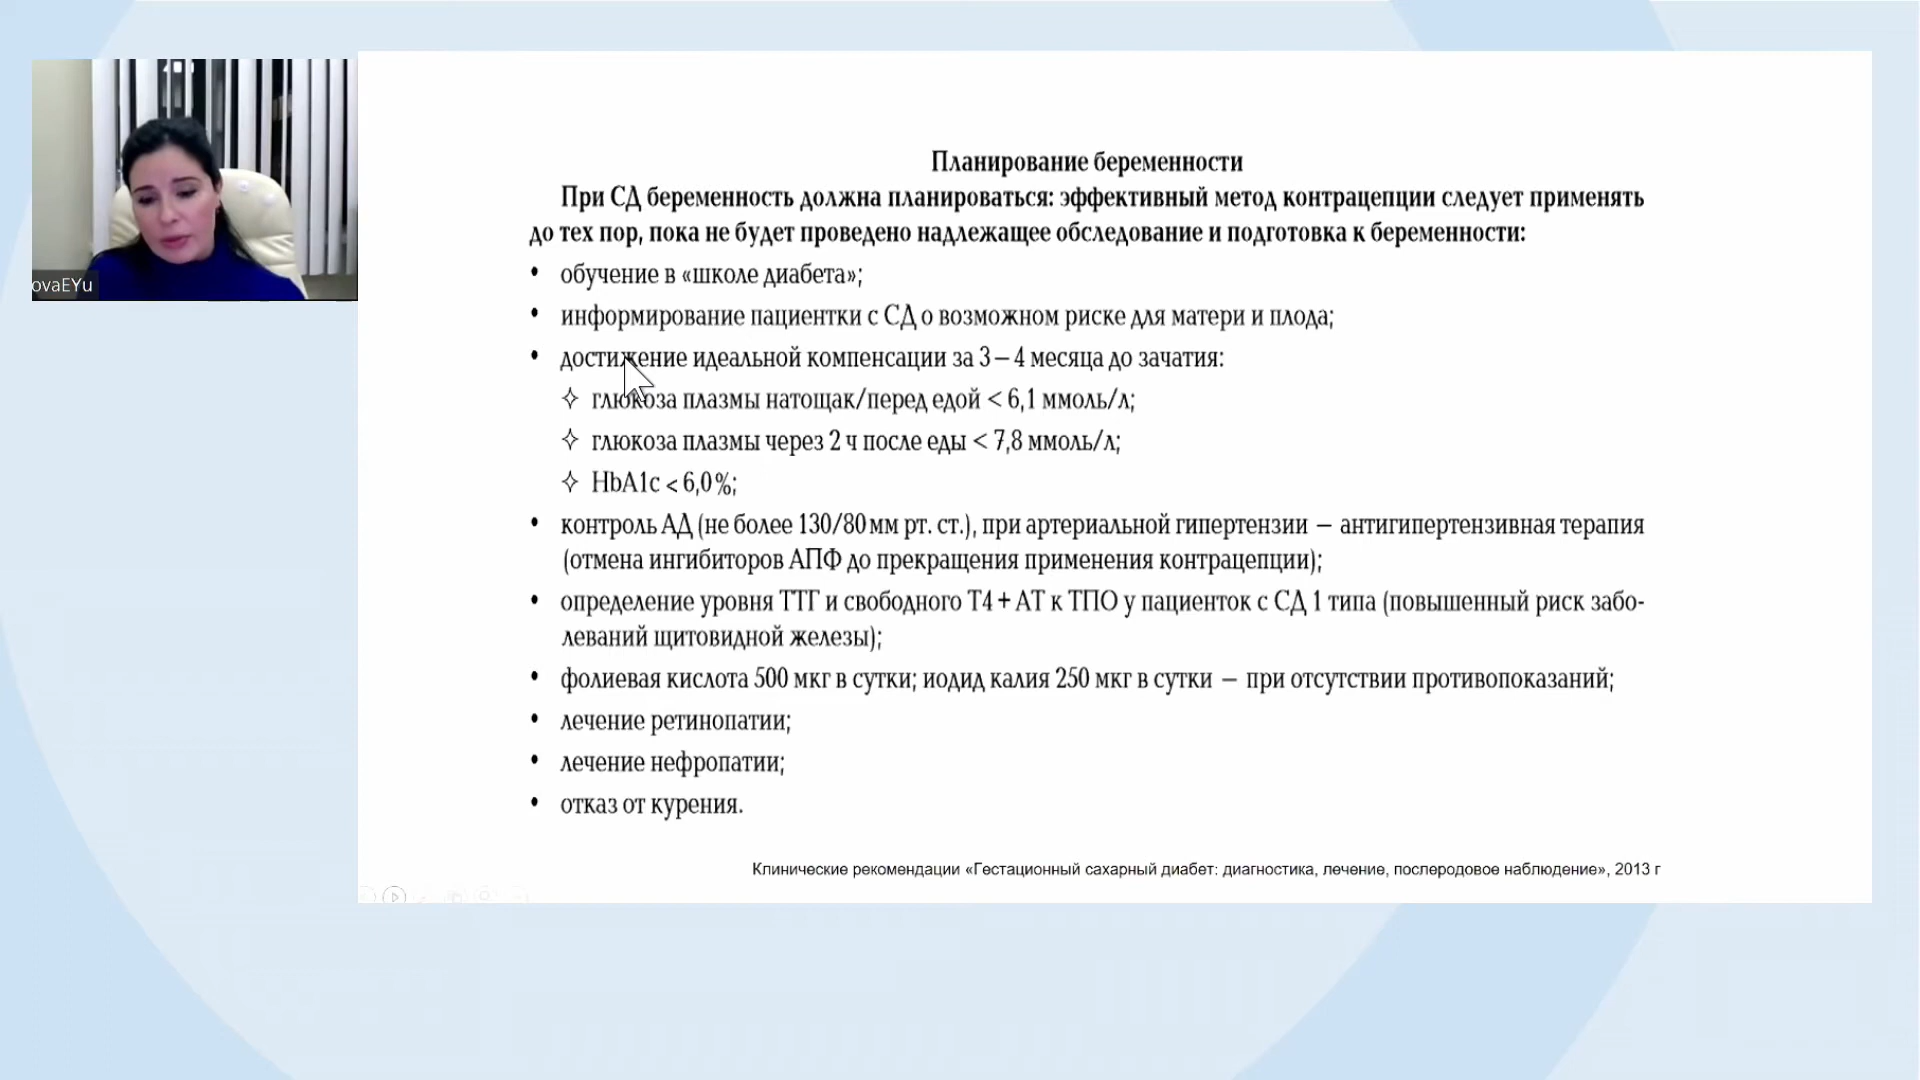 ovaEYu
Планирование беременности
При СД беременность должна планироваться: эффективный метод контрацепции следует применять
до тех пор, пока не будет проведено надлежащее обследование и подготовка к беременности:
• обучение в «школе диабета»;
• информирование пациентки с СД о возможном риске для матери и плода;
• достижение идеальной компенсации за 3 – 4 месяца до зачатия:
✧ глюкоза плазмы натощак/перед едой < 6,1 ммоль/л;
✧ глюкоза плазмы через 2 ч после еды < 7,8 ммоль/л;
✧ HbA1c < 6,0%;
• контроль АД (не более 130/80 мм рт. ст.), при артериальной гипертензии – антигипертензивная терапия
(отмена ингибиторов АПФ до прекращения применения контрацепции);
• определение уровня ТТГ и свободного Т4 + АТ к ТПО у пациенток с СД 1 типа (повышенный риск забо-
леваний щитовидной железы);
• фолиевая кислота 500 мкг в сутки; иодид калия 250 мкг в сутки – при отсутствии противопоказаний;
• лечение ретинопатии;
• лечение нефропатии;
• отказ от курения.
Клинические рекомендации «Гестационный сахарный диабет: диагностика, лечение, послеродовое наблюдение», 2013 г